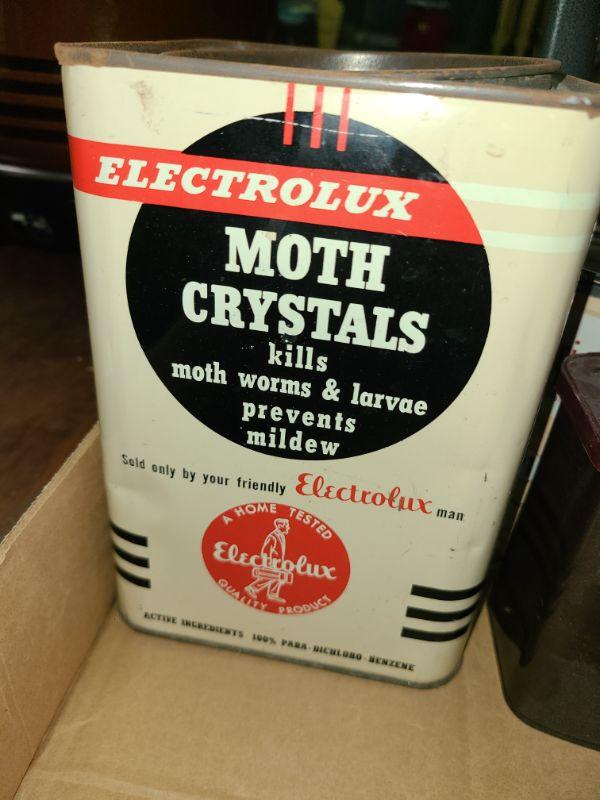 ELECTROLUX
MOTH
CRYSTALS
kills
moth worms & larvae
prevents
mildew
Sold only by your friendly Electrolux man
A HOME TESTED
Electrolux
QUALITY PRODUCT
ACTIVE INGREDIENTS 100% PARA-DICHLORO-BENZENE